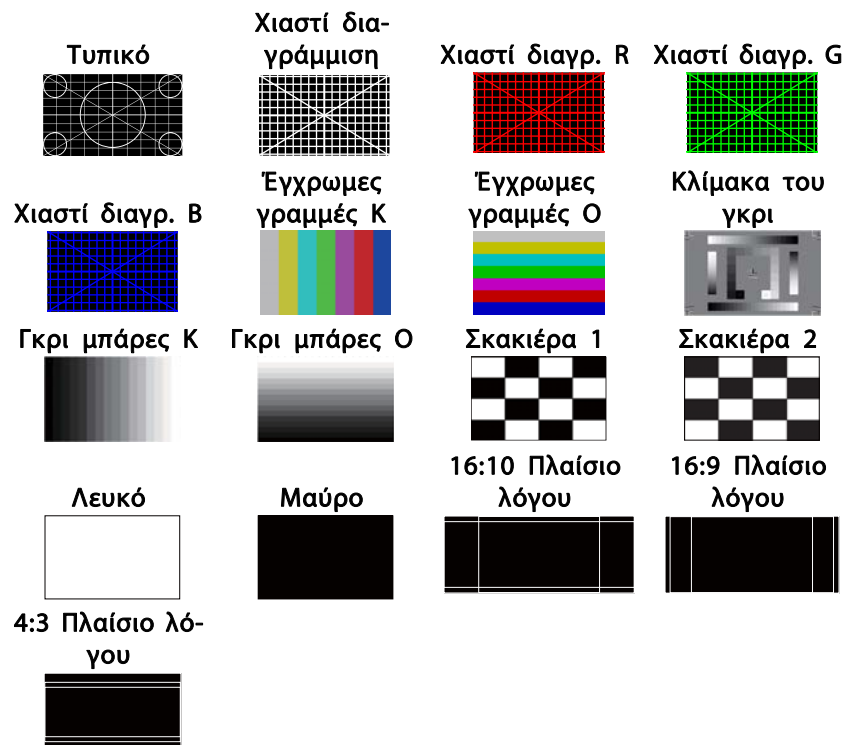 Τυπικό
Χιαστί δια-
γράμμιση
Χιαστί διαγρ. R
Χιαστί διαγρ. G
Χιαστί διαγρ. B
Έγχρωμες
γραμμές Κ
Έγχρωμες
γραμμές Ο
Κλίμακα του
γκρι
Γκρι μπάρες Κ
Γκρι μπάρες Ο
Σκακιέρα 1
Σκακιέρα 2
Λευκό
Μαύρο
16:10 Πλαίσιο
λόγου
16:9 Πλαίσιο
λόγου
4:3 Πλαίσιο λό-
γου